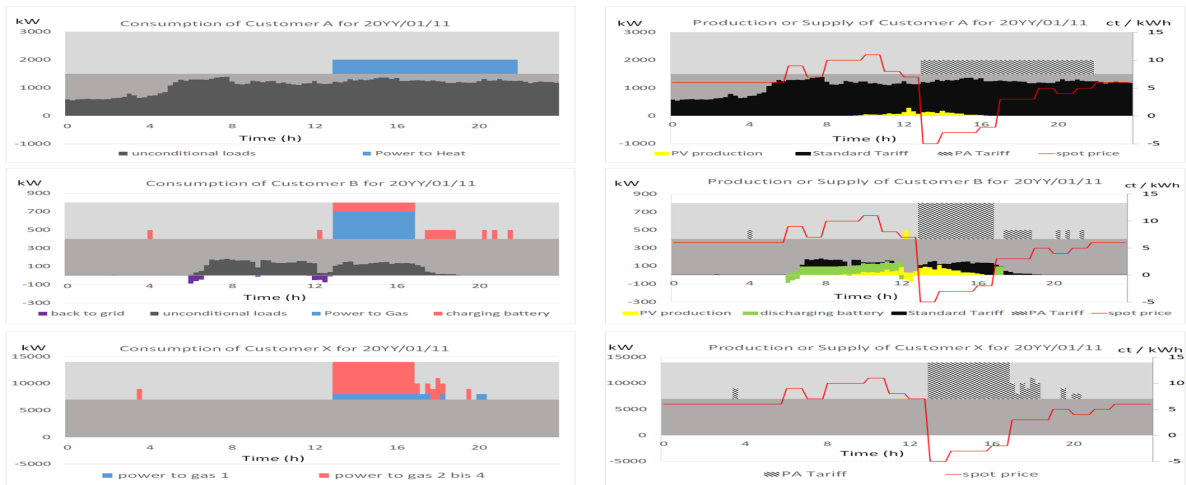 kW
Consumption of Customer A for 20YY/01/11
3000
2000
1000
0
-1000
0 4 8 12 16 20
Time (h)
unconditional loads Power to Heat
kW
Production or Supply of Customer A for 20YY/01/11
ct / kWh
3000
2000
1000
0
-1000
15
10
5
0
-5
0 4 8 12 16 20
Time (h)
PV production Standard Tariff PA Tariff spot price
kW
Consumption of Customer B for 20YY/01/11
900
700
500
300
100
-100
-300
0 4 8 12 16 20
Time (h)
back to grid unconditional loads Power to Gas charging battery
kW
Production or Supply of Customer B for 20YY/01/11
ct / kWh
900
700
500
300
100
-100
-300
15
10
5
0
-5
0 4 8 12 16 20
Time (h)
PV production discharging battery Standard Tariff PA Tariff spot price
kW
Consumption of Customer X for 20YY/01/11
15000
10000
5000
0
-5000
0 4 8 12 16 20
Time (h)
power to gas 1 power to gas 2 bis 4
kW
Production or Supply of Customer X for 20YY/01/11
ct / kWh
15000
10000
5000
0
-5000
15
10
5
0
-5
0 4 8 12 16 20
Time (h)
PA Tariff spot price